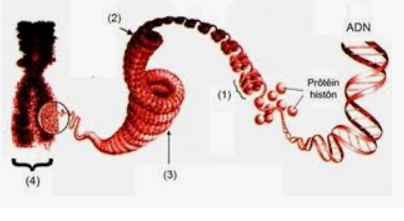 (2)
ADN
Prôtêin
histôn
(1)
(3)
(4)